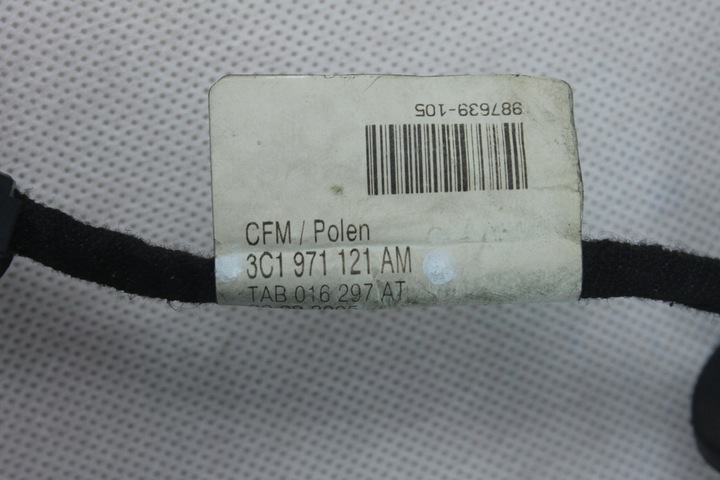 987639-105
CFM / Polen
3C1 971 121 AM
TAB 016 297 AT